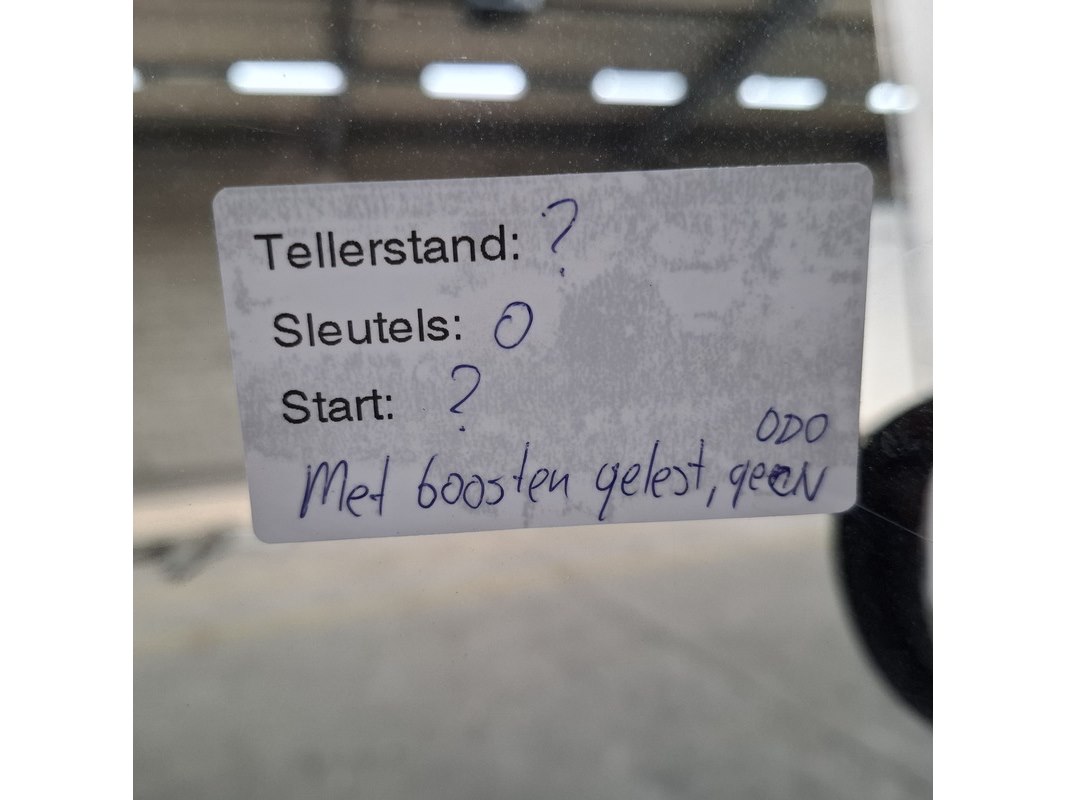 Tellerstand: ?
Sleutels: 0
Start: ?
ODO
Met boosten gelest, geen